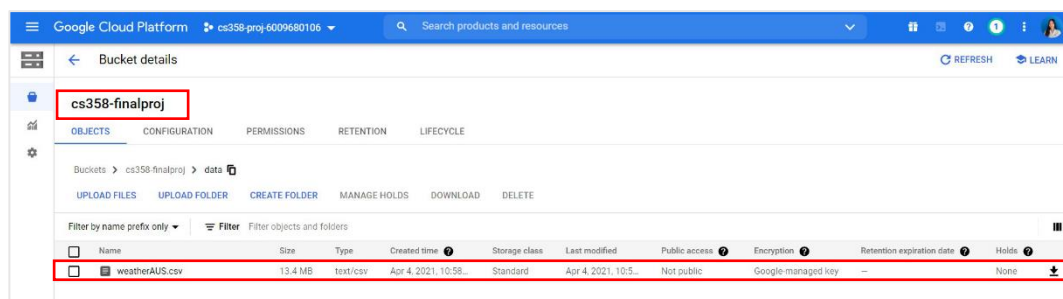 Google Cloud Platform cs358-proj-6009680106 Search products and resources 1
Bucket details REFRESH LEARN
cs358-finalproj
OBJECTS CONFIGURATION PERMISSIONS RETENTION LIFECYCLE
Buckets > cs358-finalproj > data
UPLOAD FILES UPLOAD FOLDER CREATE FOLDER MANAGE HOLDS DOWNLOAD DELETE
Filter by name prefix only Filter Filter objects and folders
Name Size Type Created time Storage class Last modified Public access Encryption Retention expiration date Holds
weatherAUS.csv 13.4 MB text/csv Apr 4, 2021, 10:58... Standard Apr 4, 2021, 10:5... Not public Google-managed key — None